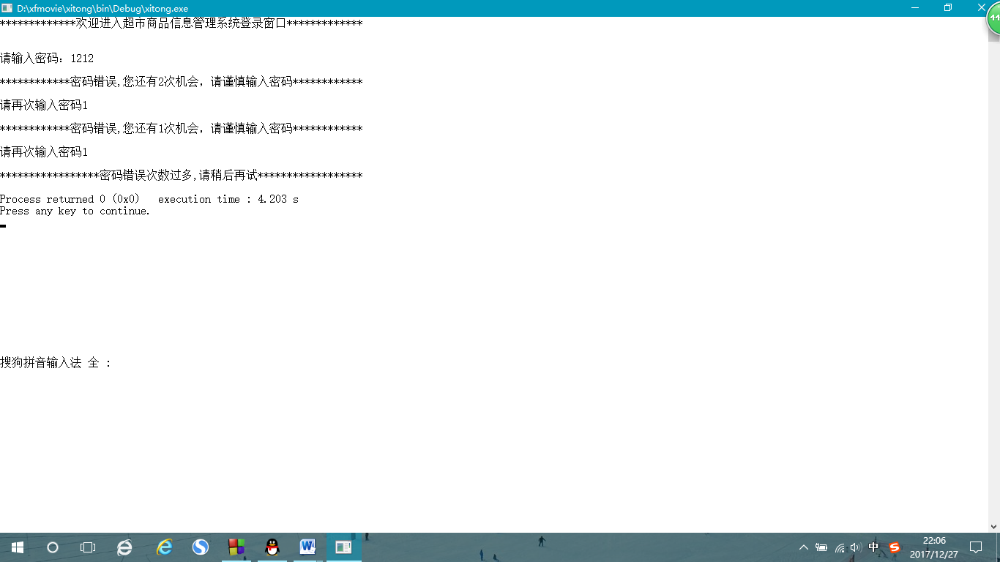 D:\xfmovie\xitong\bin\Debug\xitong.exe
44
*************欢迎进入超市商品信息管理系统登录窗口*************
请输入密码：1212
************密码错误,您还有2次机会，请谨慎输入密码************
请再次输入密码1
************密码错误,您还有1次机会，请谨慎输入密码************
请再次输入密码1
*****************密码错误次数过多,请稍后再试******************
Process returned 0 (0x0)   execution time : 4.203 s
Press any key to continue.
搜狗拼音输入法 全 :
中
22:06
2017/12/27